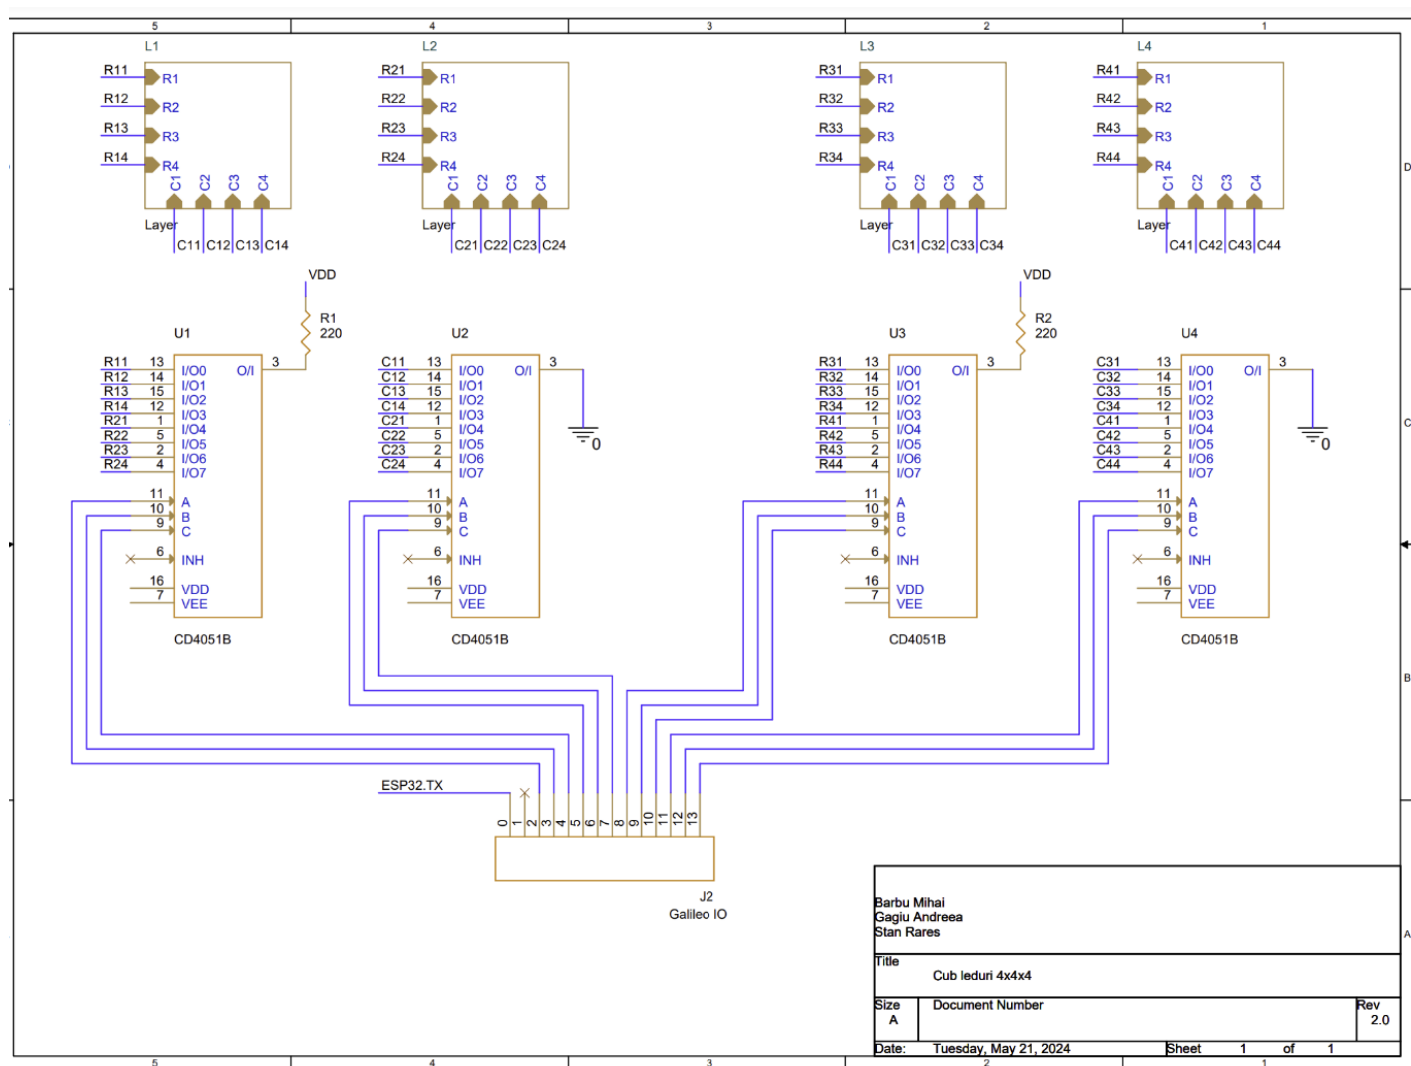 5 4 3 2 1
L1 L2 L3 L4
R11 R1 R21 R1 R31 R1 R41 R1
R12 R2 R22 R2 R32 R2 R42 R2
R13 R3 R23 R3 R33 R3 R43 R3
R14 R4 R24 R4 R34 R4 R44 R4
D
C1 C2 C3 C4 C1 C2 C3 C4 C1 C2 C3 C4 C1 C2 C3 C4
Layer Layer Layer Layer
C11 C12 C13 C14 C21 C22 C23 C24 C31 C32 C33 C34 C41 C42 C43 C44
VDD VDD
R1 R2
220 220
U1 U2 U3 U4
R11 13 I/O0 O/I 3 C11 13 I/O0 O/I 3 R31 13 I/O0 O/I 3 C31 13 I/O0 O/I 3
R12 14 I/O1 C12 14 I/O1 R32 14 I/O1 C32 14 I/O1
R13 15 I/O2 C13 15 I/O2 R33 15 I/O2 C33 15 I/O2
R14 12 I/O3 C14 12 I/O3 R34 12 I/O3 C34 12 I/O3
R21 1 I/O4 C21 1 I/O4 R41 1 I/O4 C41 1 I/O4
C
R22 5 I/O5 C22 5 I/O5 R42 5 I/O5 C42 5 I/O5
0 0
R23 2 I/O6 C23 2 I/O6 R43 2 I/O6 C43 2 I/O6
R24 4 I/O7 C24 4 I/O7 R44 4 I/O7 C44 4 I/O7
11 A 11 A 11 A 11 A
10 B 10 B 10 B 10 B
9 C 9 C 9 C 9 C
6 INH 6 INH 6 INH 6 INH
16 VDD 16 VDD 16 VDD 16 VDD
7 VEE 7 VEE 7 VEE 7 VEE
CD4051B CD4051B CD4051B CD4051B
B
ESP32.TX
0 1 2 3 4 5 6 7 8 9 10 11 12 13
J2
Galileo IO
Barbu Mihai
Gagiu Andreea
Stan Rares
A
Title
Cub leduri 4x4x4
Size Document Number Rev
A 2.0
Date: Tuesday, May 21, 2024 Sheet 1 of 1
5 4 3 2 1